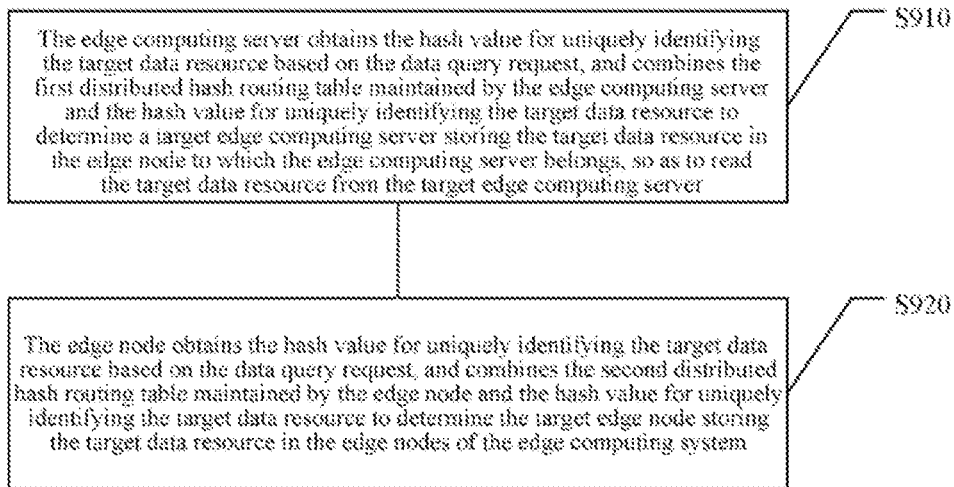 The edge computing server obtains the hash value for uniquely identifying
the target data resource based on the data query request, and combines the
first distributed hash routing table maintained by the edge computing server
and the hash value for uniquely identifying the target data resource to
determine a target edge computing server storing the target data resource in
the edge node to which the edge computing server belongs, so as to read
the target data resource from the target edge computing server
S910
The edge node obtains the hash value for uniquely identifying the target data
resource based on the data query request, and combines the second distributed
hash routing table maintained by the edge node and the hash value for uniquely
identifying the target data resource to determine the target edge node storing
the target data resource in the edge nodes of the edge computing system
S920